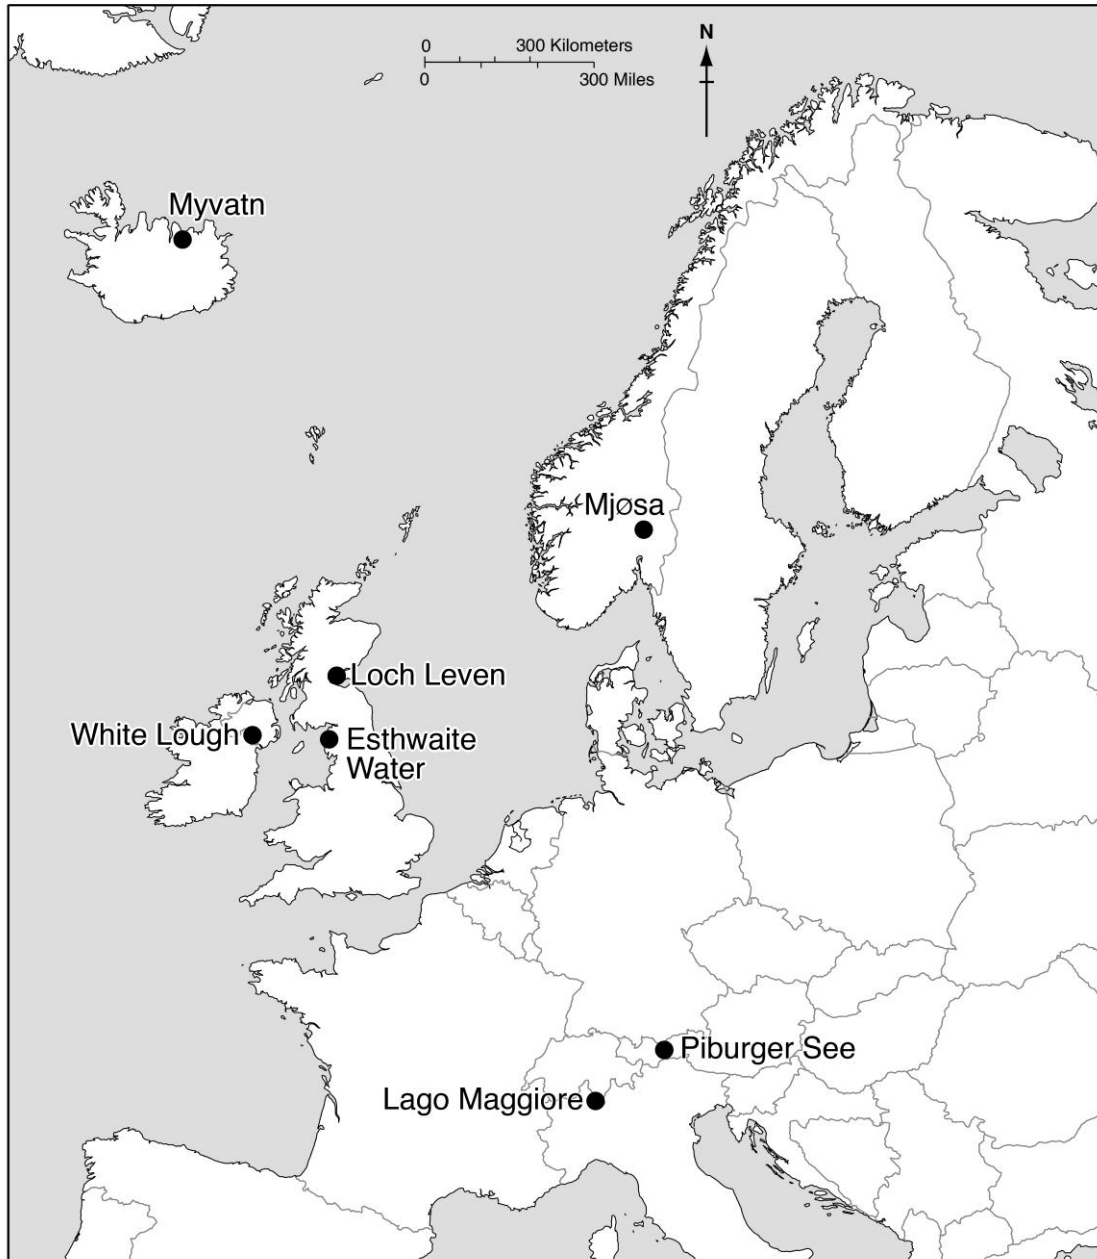 0 300 Kilometers
0 300 Miles
N
Myvatn
Mjøsa
Loch Leven
White Lough
Esthwaite
Water
Piburger See
Lago Maggiore